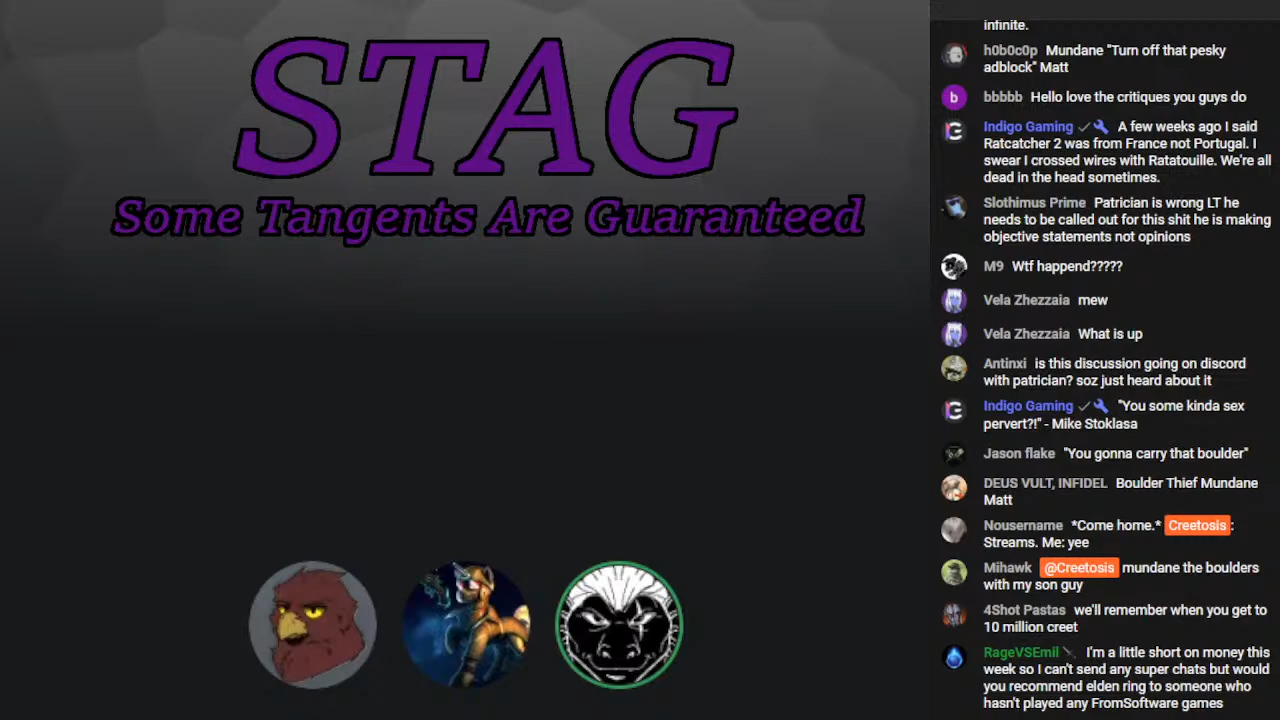 STAG
Some Tangents Are Guaranteed
infinite.
h0b0c0p Mundane "Turn off that pesky
adblock" Matt
b bbbbb Hello love the critiques you guys do
Indigo Gaming A few weeks ago I said
Ratcatcher 2 was from France not Portugal. I
swear I crossed wires with Ratatouille. We're all
dead in the head sometimes.
Slothimus Prime Patrician is wrong LT he
needs to be called out for this shit he is making
objective statements not opinions
M9 Wtf happend?????
Vela Zhezzaia mew
Vela Zhezzaia What is up
Antinxi is this discussion going on discord
with patrician? soz just heard about it
Indigo Gaming "You some kinda sex
pervert?!" - Mike Stoklasa
Jason flake "You gonna carry that boulder"
DEUS VULT, INFIDEL Boulder Thief Mundane
Matt
Nousername *Come home.* Creetosis :
Streams. Me: yee
Mihawk @Creetosis mundane the boulders
with my son guy
4Shot Pastas we'll remember when you get to
10 million creet
RageVSEmil I'm a little short on money this
week so I can't send any super chats but would
you recommend elden ring to someone who
hasn't played any FromSoftware games